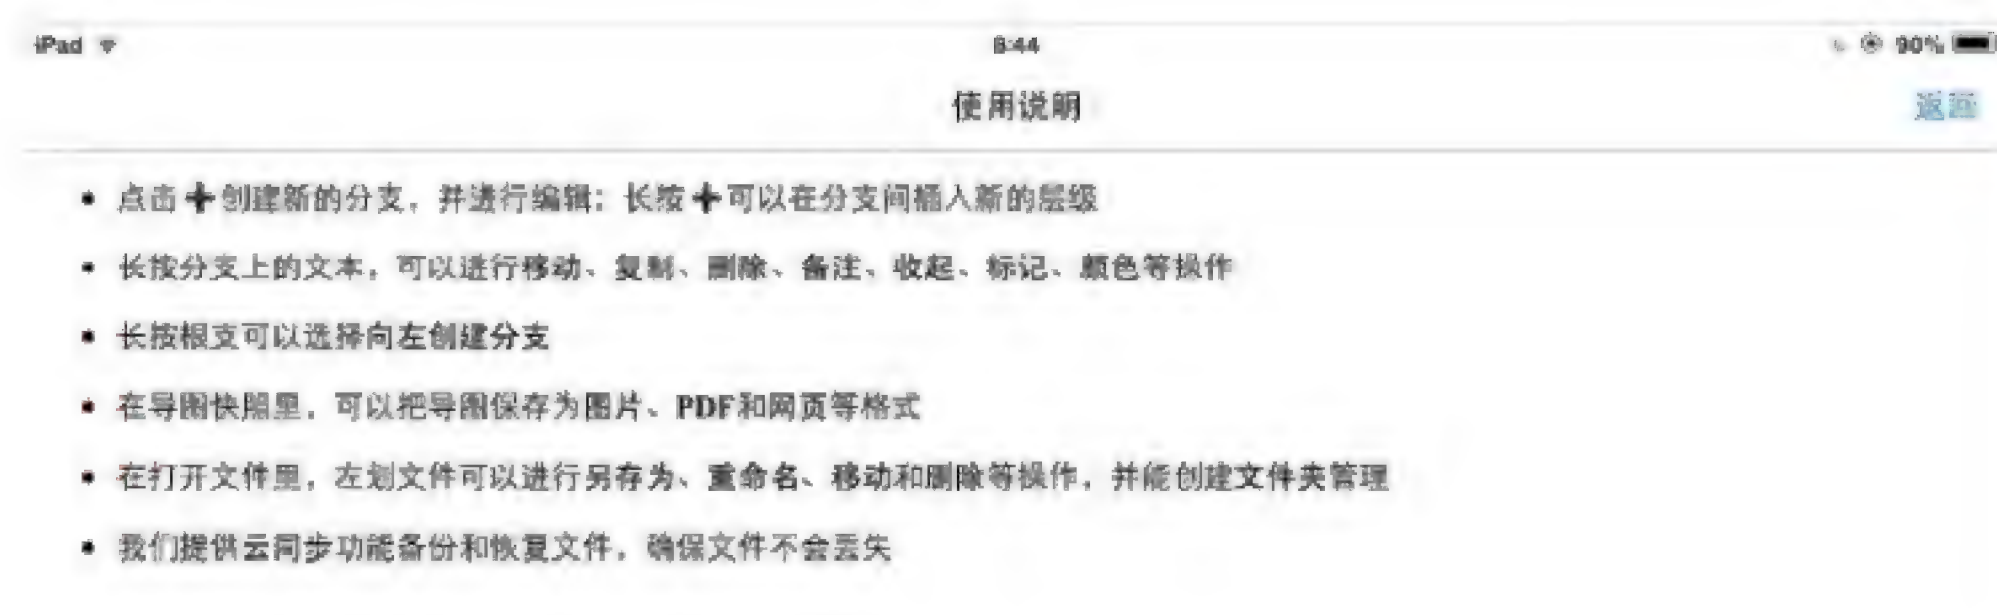 iPad 8:44 90%
使用说明 返回
• 点击✚创建新的分支，并进行编辑；长按✚可以在分支间插入新的层级
• 长按分支上的文本，可以进行移动、复制、删除、备注、收起、标记、颜色等操作
• 长按根支可以选择向左创建分支
• 在导图快照里，可以把导图保存为图片、PDF和网页等格式
• 在打开文件里，左划文件可以进行另存为、重命名、移动和删除等操作，并能创建文件夹管理
• 我们提供云同步功能备份和恢复文件，确保文件不会丢失